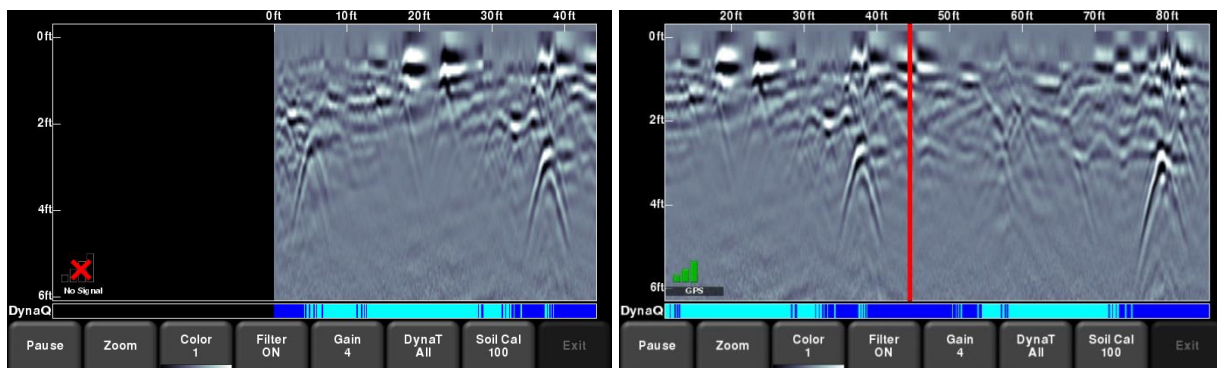 0ft 10ft 20ft 30ft 40ft
0ft
2ft
4ft
No Signal
6ft
DynaQ
Pause Zoom Color 1 Filter ON Gain 4 DynaT All Soil Cal 100 Exit
20ft 30ft 40ft 50ft 60ft 70ft 80ft
0ft
2ft
4ft
GPS
6ft
DynaQ
Pause Zoom Color 1 Filter ON Gain 4 DynaT All Soil Cal 100 Exit